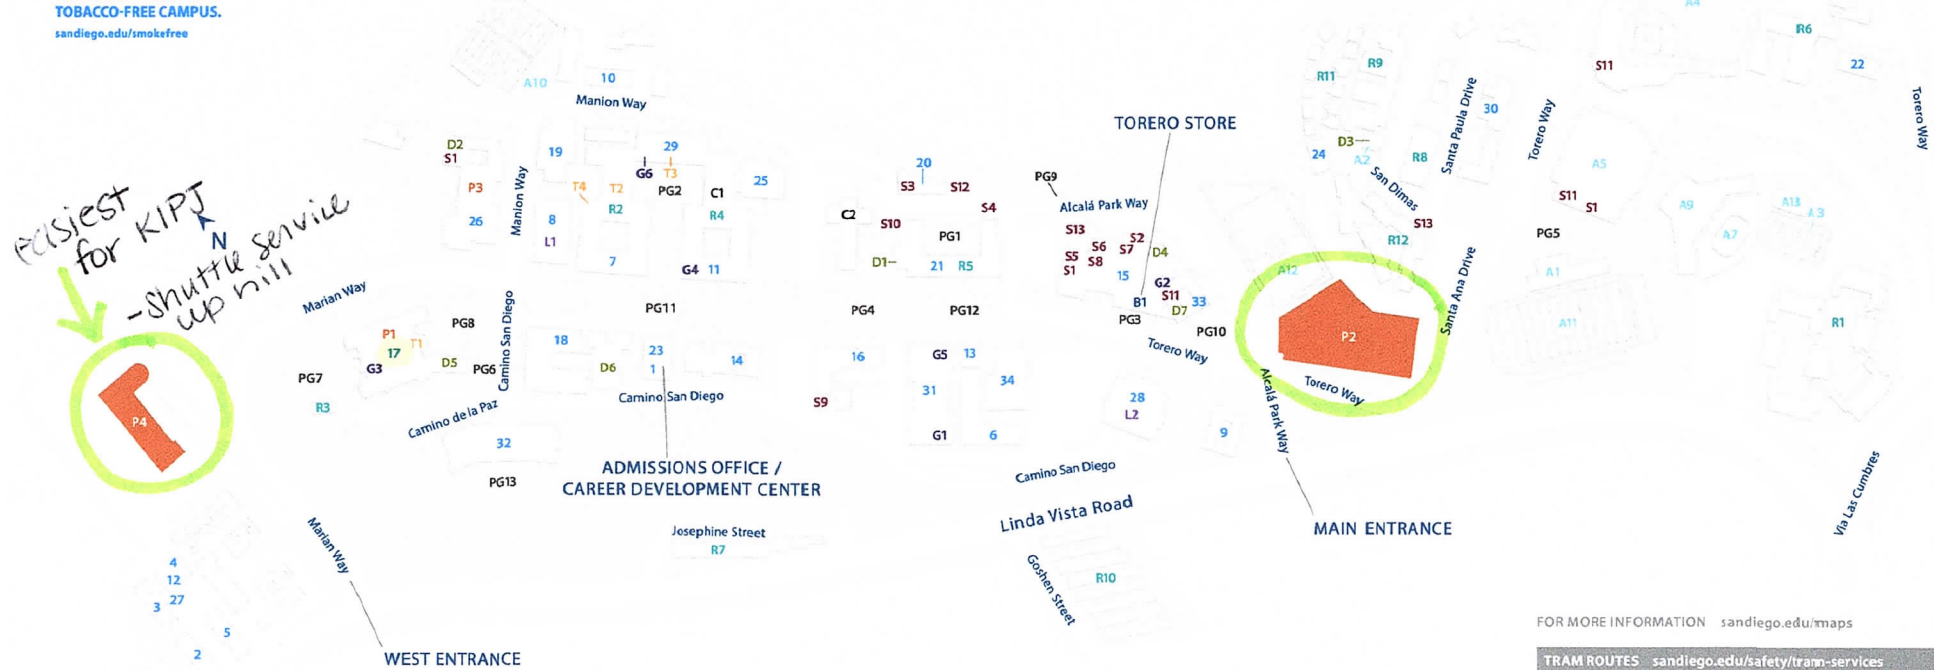 TOBACCO-FREE CAMPUS.
sandiego.edu/smokefree
A4
R6
22
S11
R9
R11
10
A10
Manion Way
30
Santa Paula Drive
Torero Way
Torero Way
TORERO STORE
D2
S1
19
29
G6
T3
D3
24
A2
R8
A5
20
P3
T4
T2
PG2
C1
25
S3
S12
PG9
San Dimas
26
Manion Way
8
R2
R4
C2
S10
S4
Alcalá Park Way
S11
S1
A9
A13
A3
easiest
for KIPJ
N
-Shuttle service
up hill
L1
7
G4
11
D1
PG1
21
R5
S13
S6
S2
S7
S5
S8
S1
D4
15
G2
S13
R12
PG5
A7
A12
A1
Marian Way
Camino San Diego
PG11
PG4
PG12
B1
S11
33
D7
PG3
PG10
Santa Ana Drive
A11
R1
P1
17
T1
G3
PG8
D5
PG6
18
D6
23
1
14
16
G5
13
Torero Way
P2
PG7
R3
Camino San Diego
S9
31
34
28
L2
Torero Way
Alcalá Park Way
P4
Camino de la Paz
32
G1
6
9
PG13
ADMISSIONS OFFICE /
CAREER DEVELOPMENT CENTER
Camino San Diego
Linda Vista Road
MAIN ENTRANCE
Via Las Cumbres
Marian Way
Josephine Street
R7
Goshen Street
R10
4
12
3
27
5
2
WEST ENTRANCE
FOR MORE INFORMATION sandiego.edu/maps
TRAM ROUTES sandiego.edu/safety/tram-services